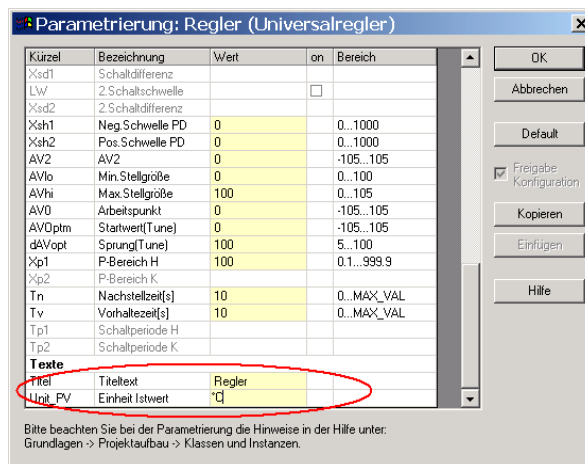 Parametrierung: Regler (Universalregler)
Kürzel Bezeichnung Wert on Bereich
Xsd1 Schaltdifferenz
LW 2.Schaltschwelle
Xsd2 2.Schaltdifferenz
Xsh1 Neg.Schwelle PD 0 0...1000
Xsh2 Pos.Schwelle PD 0 0...1000
AV2 AV2 0 -105...105
AVlo Min.Stellgröße 0 0...100
AVhi Max.Stellgröße 100 0...105
AV0 Arbeitspunkt 0 -105...105
AVOptm Startwert(Tune) 0 -105...105
dAVopt Sprung(Tune) 100 5...100
Xp1 P-Bereich H 100 0.1...999.9
Xp2 P-Bereich K
Tn Nachstellzeit[s] 10 0...MAX_VAL
Tv Vorhaltezeit[s] 10 0...MAX_VAL
Tp1 Schaltperiode H
Tp2 Schaltperiode K
Texte
Titel Titeltext Regler
Unit_PV Einheit Istwert °C
OK
Abbrechen
Default
Freigabe
Konfiguration
Kopieren
Einfügen
Hilfe
Bitte beachten Sie bei der Parametrierung die Hinweise in der Hilfe unter:
Grundlagen -> Projektaufbau -> Klassen und Instanzen.